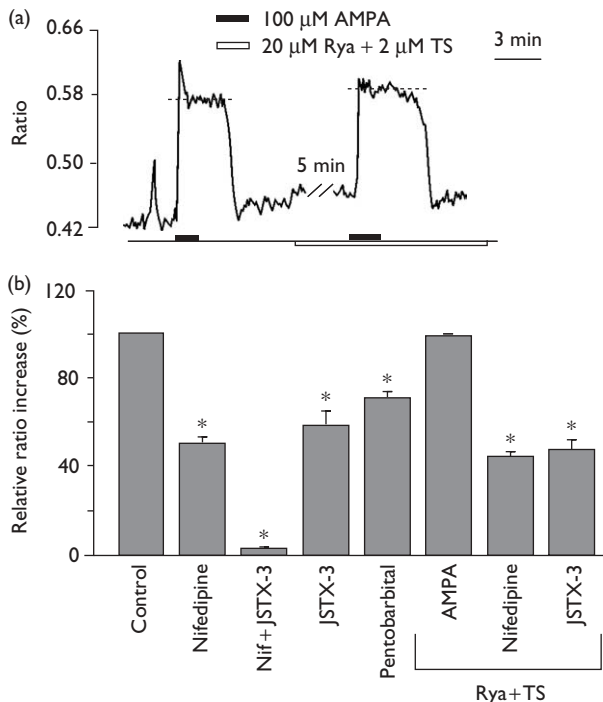 (a)
100 µM AMPA
20 µM Rya + 2 µM TS
3 min
0.66
0.58
0.50
0.42
Ratio
5 min
(b)
120
80
40
0
Relative ratio increase (%)
*
*
*
*
*
*
Control
Nifedipine
Nif + JSTX-3
JSTX-3
Pentobarbital
AMPA
Nifedipine
JSTX-3
Rya+TS